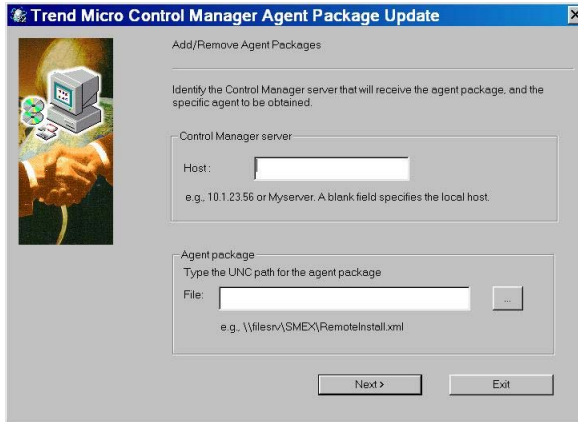 Trend Micro Control Manager Agent Package Update
Add/Remove Agent Packages
Identify the Control Manager server that will receive the agent package, and the
specific agent to be obtained.
Control Manager server
Host:
e.g., 10.1.23.56 or Myserver. A blank field specifies the local host.
Agent package
Type the UNC path for the agent package
File:
...
e.g., \\filesrv\SMEX\RemoteInstall.xml
Next >
Exit